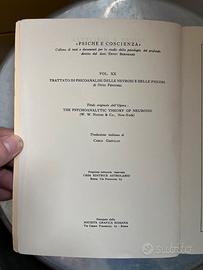 «PSICHE E COSCIENZA»
Collana di testi e documenti per lo studio della psicologia del profondo
diretta dal dott. Ernst Bernhard
VOL. XX
TRATTATO DI PSICOANALISI DELLE NEVROSI E DELLE PSICOSI
di Otto Fenichel
Titolo originale dell'Opera:
THE PSYCHOANALYTIC THEORY OF NEUROSIS
(W. W. Norton & Co., New-York)
Traduzione italiana di
Carla
Proprietà letteraria riservata
CASA EDITRICE ASTROLABIO
Roma
Stampato dalla
SOCIETÀ GRAFICA ROMANA
Roma
subito